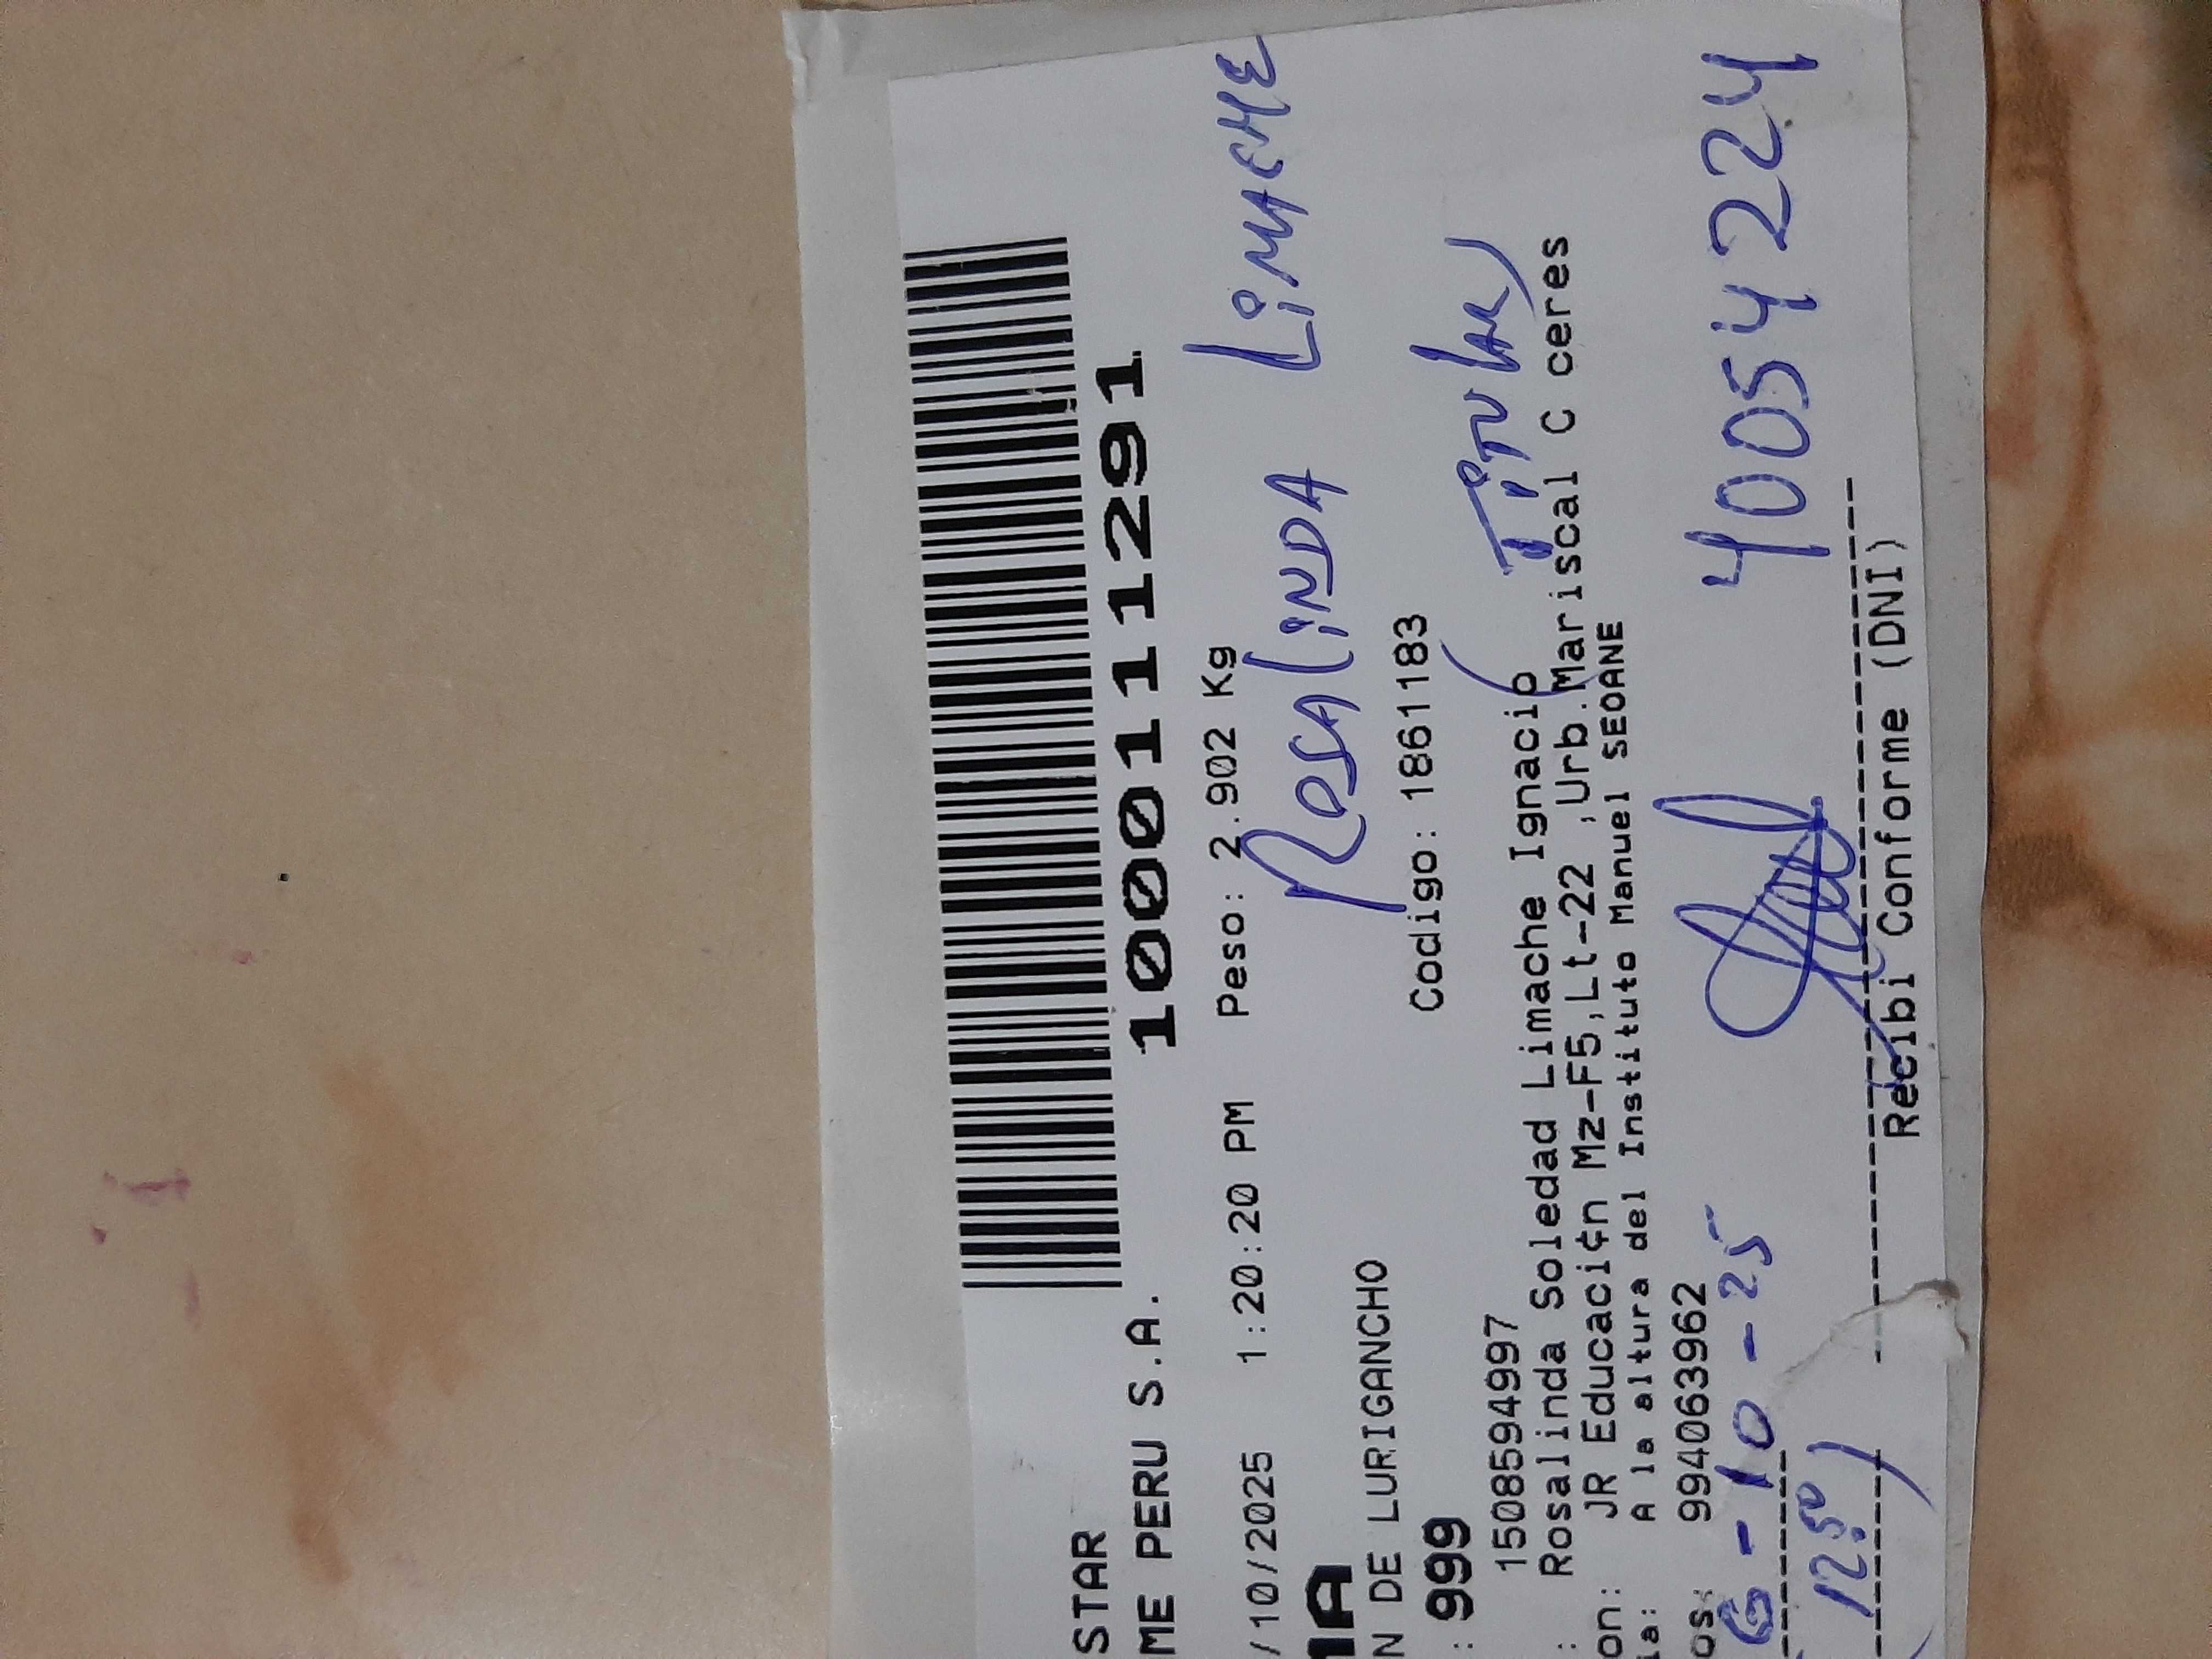 STAR
ME PERU S.A. 1000111291
/10/2025 1:20:20 PM Peso: 2.902 Kg
ROSALINDA LIMACHE
MA
N DE LURIGANCHO Codigo: 1861183
: 999
(TITULAR)
1508594997
: Rosalinda Soledad Limache Ignacio
on: JR Educaci¢n Mz-F5,Lt-22 ,Urb.Mariscal C ceres
ia: A la altura del Instituto Manuel SEOANE
os: 994063962
6-10-25 40054224
(12:50)
Recibi Conforme (DNI)